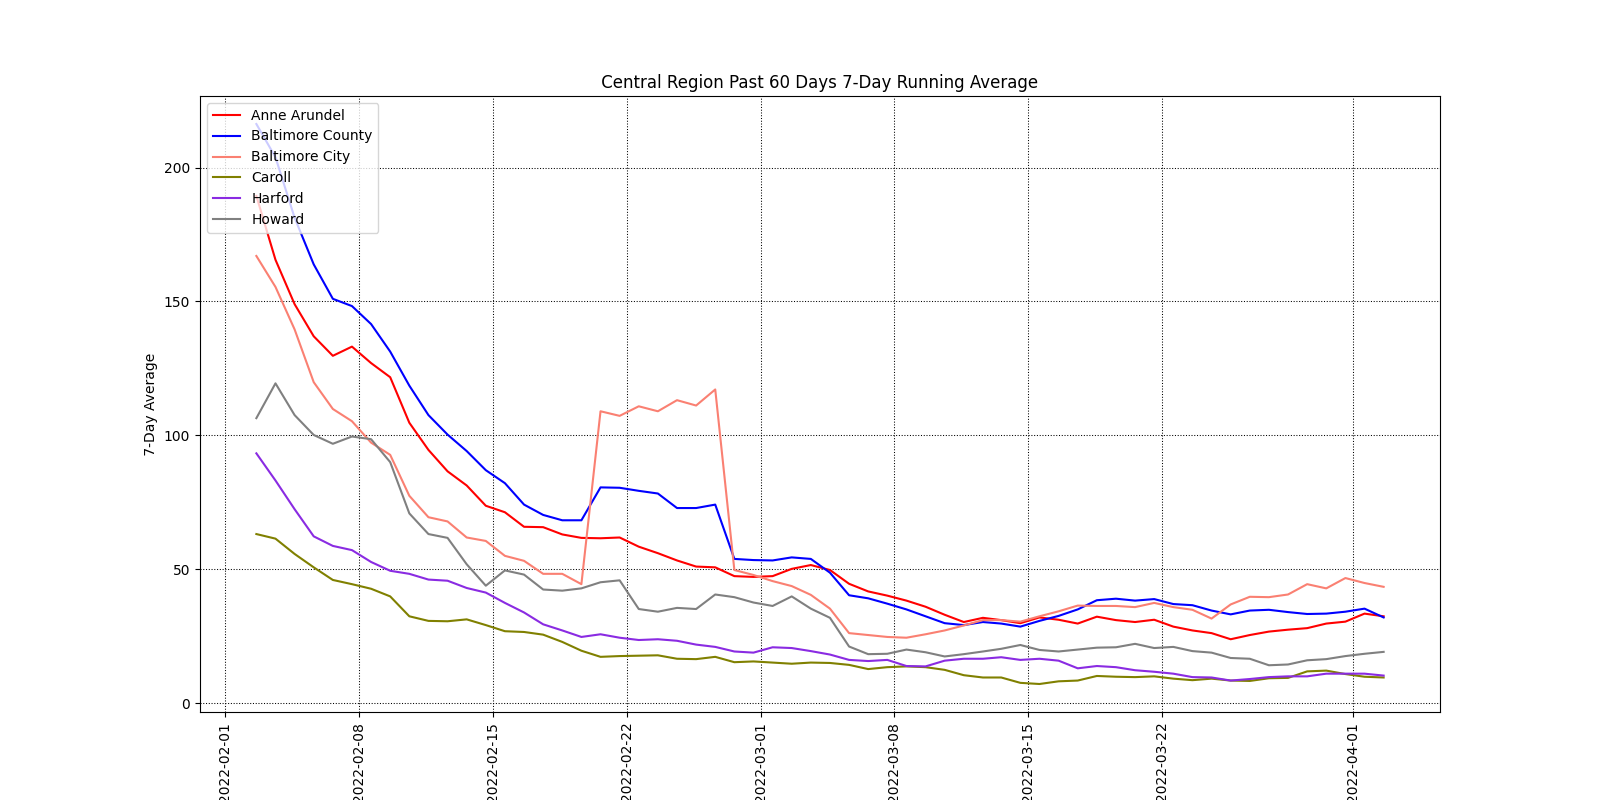 Central Region Past 60 Days 7-Day Running Average
Anne Arundel
Baltimore County
Baltimore City
Caroll
Harford
Howard
7-Day Average
200
150
100
50
0
2022-02-01
2022-02-08
2022-02-15
2022-02-22
2022-03-01
2022-03-08
2022-03-15
2022-03-22
2022-04-01